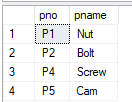 pno pname
1 P1 Nut
2 P2 Bolt
3 P4 Screw
4 P5 Cam